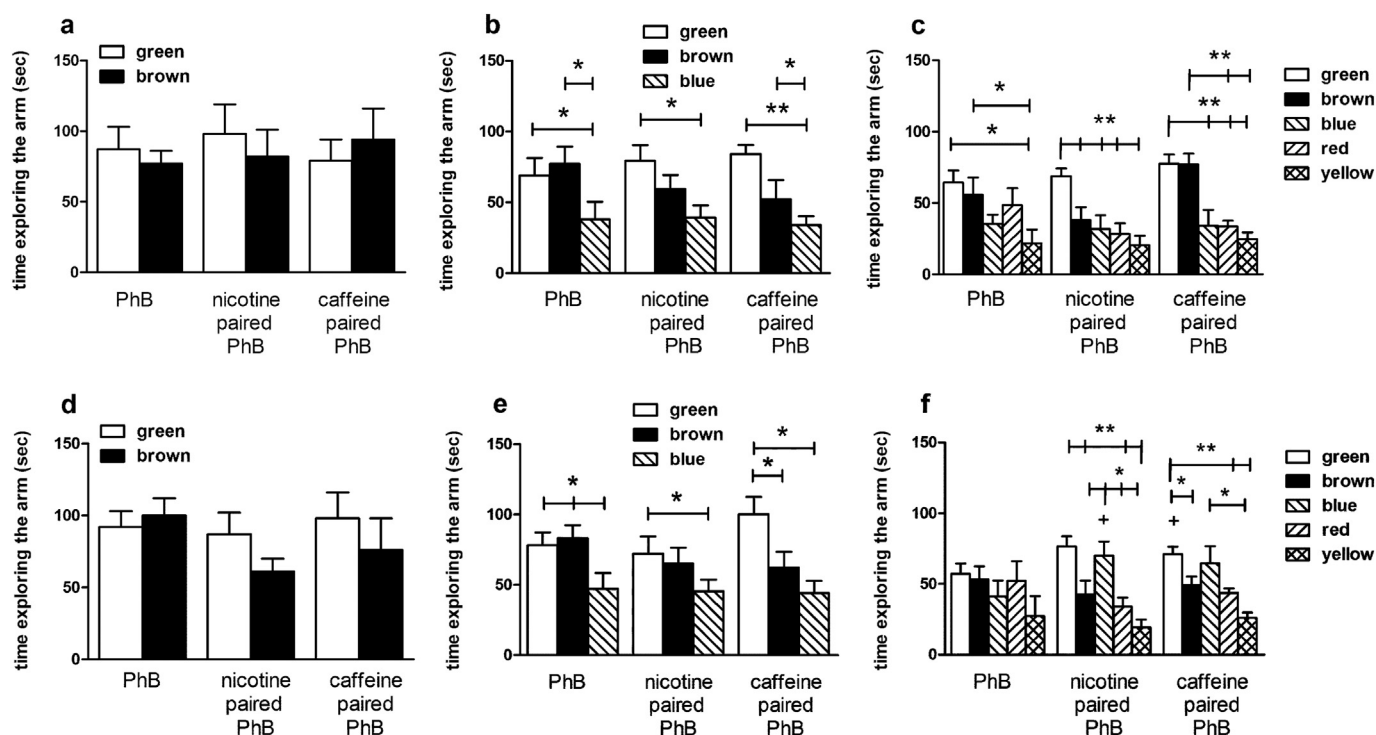 a
time exploring the arm (sec)
green
brown
150
100
50
0
PhB
nicotine
paired
PhB
caffeine
paired
PhB
b
time exploring the arm (sec)
green
brown
blue
150
100
50
0
*
*
*
*
**
PhB
nicotine
paired
PhB
caffeine
paired
PhB
c
time exploring the arm (sec)
150
100
50
0
*
*
**
**
**
green
brown
blue
red
yellow
PhB
nicotine
paired
PhB
caffeine
paired
PhB
d
time exploring the arm (sec)
green
brown
150
100
50
0
PhB
nicotine
paired
PhB
caffeine
paired
PhB
e
time exploring the arm (sec)
green
brown
blue
150
100
50
0
*
*
*
*
PhB
nicotine
paired
PhB
caffeine
paired
PhB
f
time exploring the arm (sec)
150
100
50
0
**
*
+
**
*
*
+
green
brown
blue
red
yellow
PhB
nicotine
paired
PhB
caffeine
paired
PhB